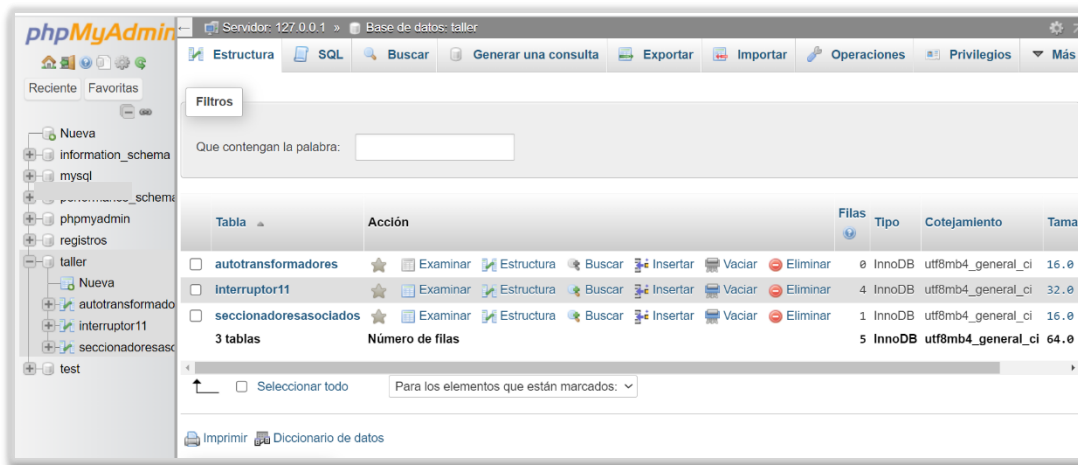 phpMyAdmin
Reciente Favoritas
Nueva
information_schema
mysql
performance_schema
phpmyadmin
registros
taller
Nueva
autotransformado
interruptor11
seccionadoresaso
test
Servidor: 127.0.0.1 » Base de datos: taller
Estructura SQL Buscar Generar una consulta Exportar Importar Operaciones Privilegios Más
Filtros
Que contengan la palabra:
Tabla Acción Filas Tipo Cotejamiento Tama
autotransformadores Examinar Estructura Buscar Insertar Vaciar Eliminar 0 InnoDB utf8mb4_general_ci 16.0
interruptor11 Examinar Estructura Buscar Insertar Vaciar Eliminar 4 InnoDB utf8mb4_general_ci 32.0
seccionadoresasociados Examinar Estructura Buscar Insertar Vaciar Eliminar 1 InnoDB utf8mb4_general_ci 16.0
3 tablas Número de filas 5 InnoDB utf8mb4_general_ci 64.0
Seleccionar todo Para los elementos que están marcados:
Imprimir Diccionario de datos